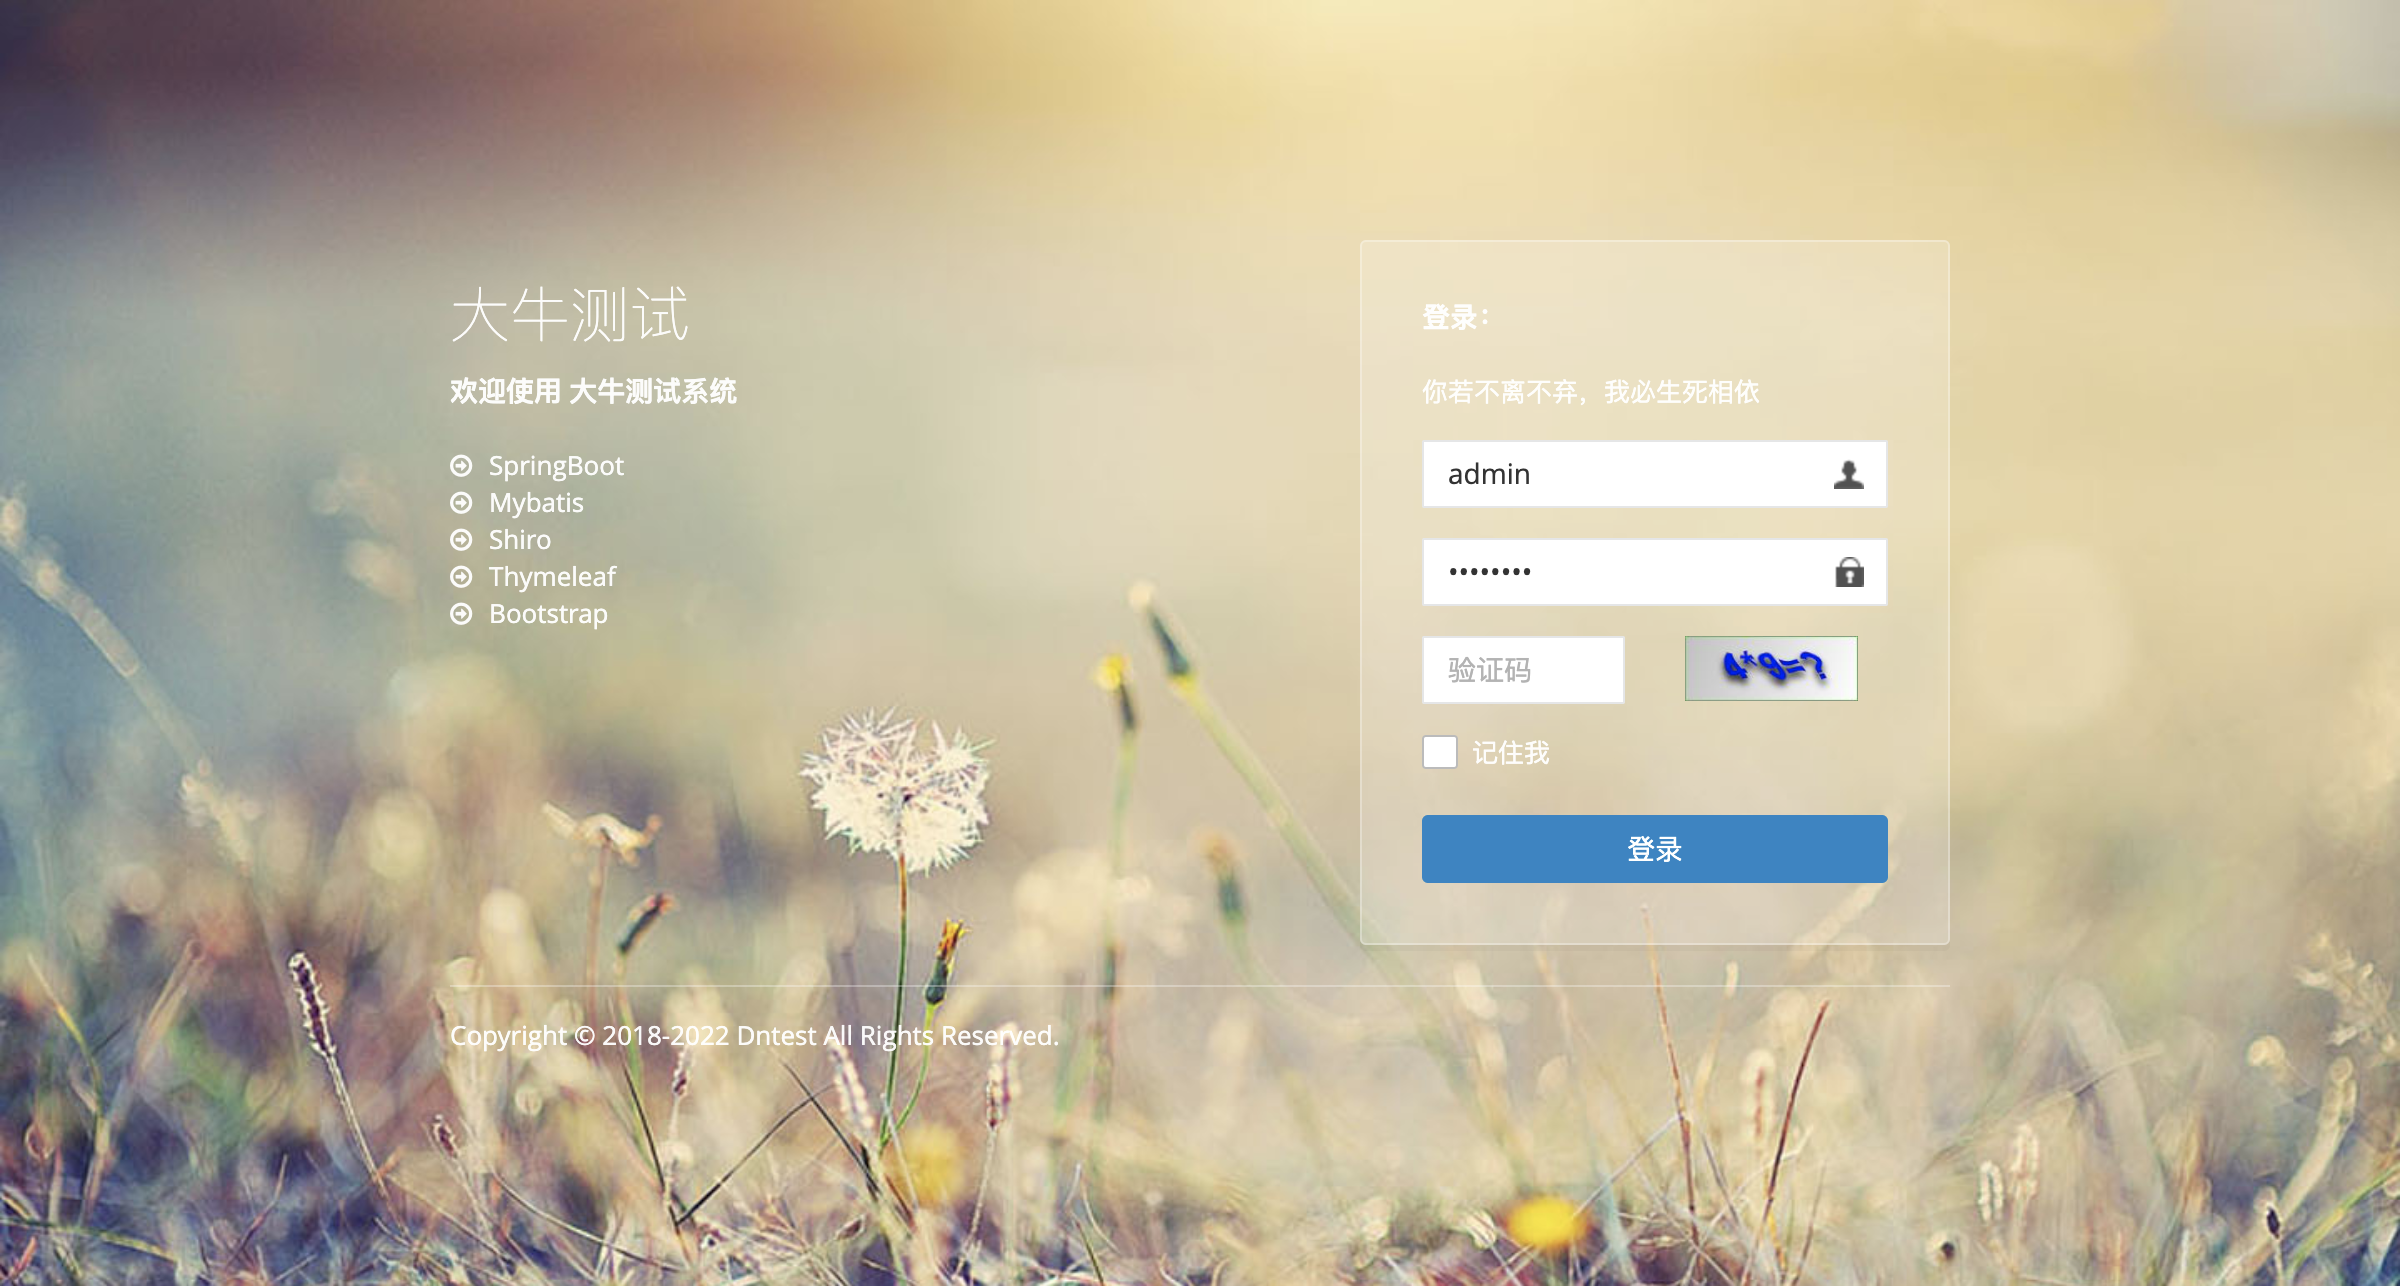 大牛测试
欢迎使用 大牛测试系统
SpringBoot
Mybatis
Shiro
Thymeleaf
Bootstrap
登录：
你若不离不弃，我必生死相依
admin
••••••••
验证码
4*9=?
记住我
登录
Copyright © 2018-2022 Dntest All Rights Reserved.